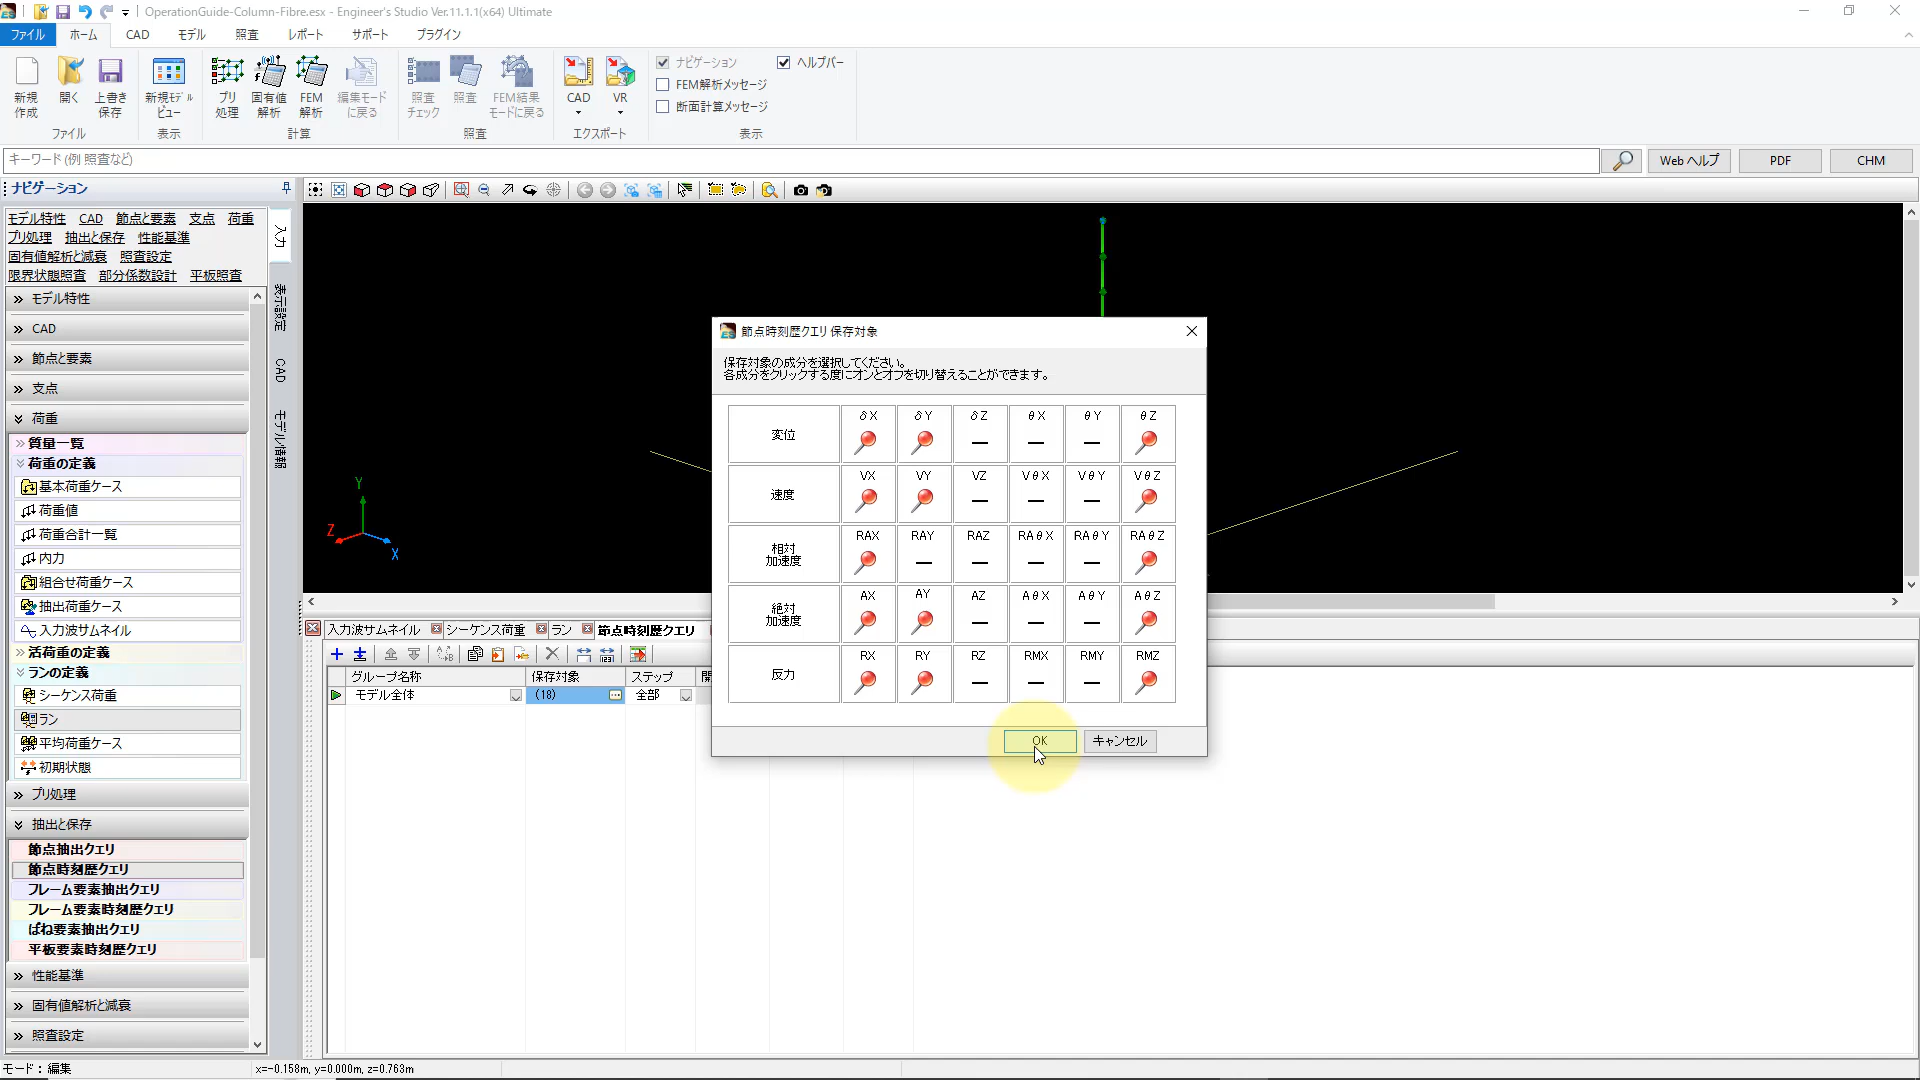 OperationGuide-Column-Fibre.esx - Engineer's Studio Ver.11.1.1(x64) Ultimate
ファイル ホーム CAD モデル 照査 レポート サポート プラグイン
新規作成 開く 上書き保存 新規モデルビュー プリ処理 固有値解析 FEM解析 編集モードに戻る 照査チェック 照査 FEM結果モードに戻る CAD VR
ナビゲーション ヘルプバー
FEM解析メッセージ
断面計算メッセージ
ファイル 表示 計算 照査 エクスポート 表示
キーワード (例 照査など) Web ヘルプ PDF CHM
ナビゲーション
モデル特性 CAD 節点と要素 支点 荷重
プリ処理 抽出と保存 性能基準
固有値解析と減衰 照査設定
限界状態照査 部分係数設計 平板照査
入力
表示設定
CAD
モデル情報
モデル特性
CAD
節点と要素
支点
荷重
質量一覧
荷重の定義
基本荷重ケース
荷重値
荷重合計一覧
内力
組合せ荷重ケース
抽出荷重ケース
入力波サムネイル
活荷重の定義
ランの定義
シーケンス荷重
ラン
平均荷重ケース
初期状態
プリ処理
抽出と保存
節点抽出クエリ
節点時刻歴クエリ
フレーム要素抽出クエリ
フレーム要素時刻歴クエリ
ばね要素抽出クエリ
平板要素時刻歴クエリ
性能基準
固有値解析と減衰
照査設定
Y
Z
X
入力波サムネイル シーケンス荷重 ラン 節点時刻歴クエリ
グループ名称 保存対象 ステップ
モデル全体 (18) 全部
節点時刻歴クエリ 保存対象
保存対象の成分を選択してください。
各成分をクリックする度にオンとオフを切り替えることができます。
変位 δX δY δZ θX θY θZ
速度 VX VY VZ VθX VθY VθZ
相対加速度 RAX RAY RAZ RAθX RAθY RAθZ
絶対加速度 AX AY AZ AθX AθY AθZ
反力 RX RY RZ RMX RMY RMZ
OK キャンセル
モード：編集 x=-0.158m, y=0.000m, z=0.763m